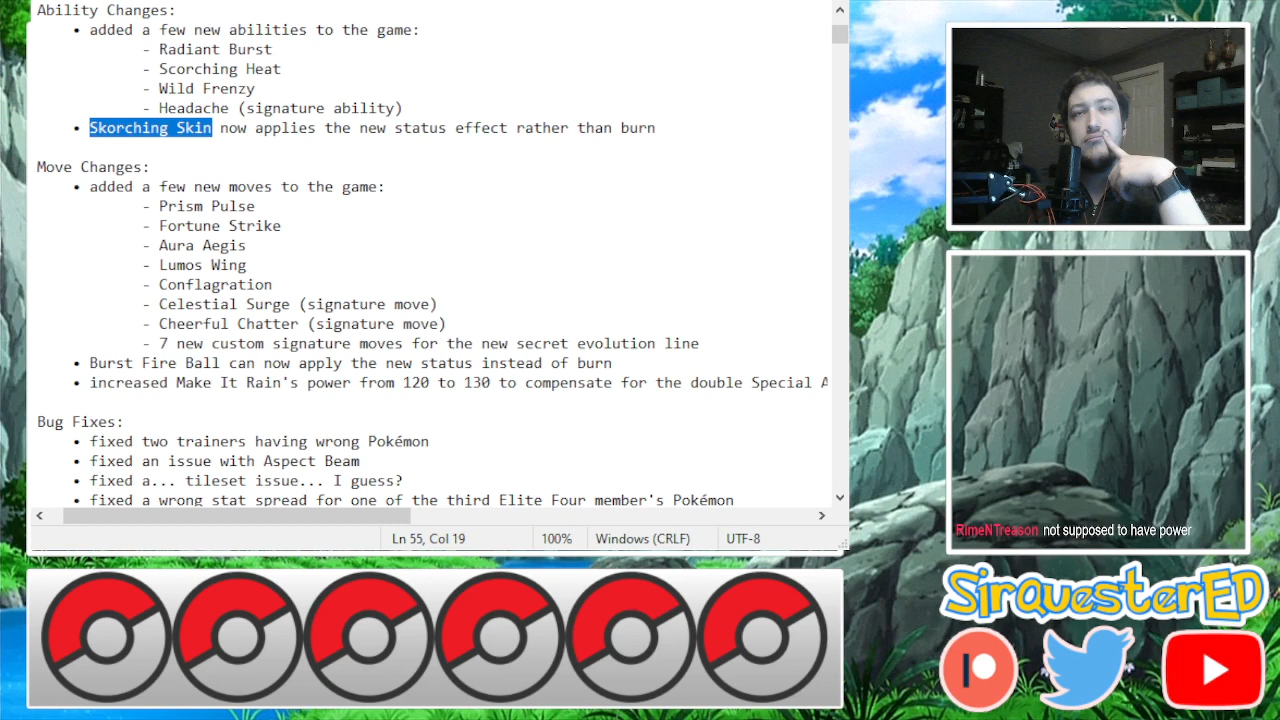 Ability Changes:
• added a few new abilities to the game:
- Radiant Burst
- Scorching Heat
- Wild Frenzy
- Headache (signature ability)
• Skorching Skin now applies the new status effect rather than burn
Move Changes:
• added a few new moves to the game:
- Prism Pulse
- Fortune Strike
- Aura Aegis
- Lumos Wing
- Conflagration
- Celestial Surge (signature move)
- Cheerful Chatter (signature move)
- 7 new custom signature moves for the new secret evolution line
• Burst Fire Ball can now apply the new status instead of burn
• increased Make It Rain's power from 120 to 130 to compensate for the double Special A
Bug Fixes:
• fixed two trainers having wrong Pokémon
• fixed an issue with Aspect Beam
• fixed a... tileset issue... I guess?
• fixed a wrong stat spread for one of the third Elite Four member's Pokémon
Ln 55, Col 19
100%
Windows (CRLF)
UTF-8
RimeNTreason not supposed to have power
SirQuesterED